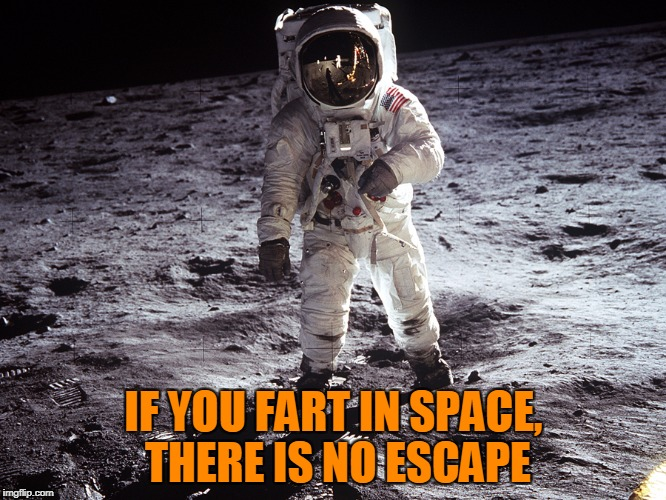 IF YOU FART IN SPACE,
THERE IS NO ESCAPE
imgflip.com